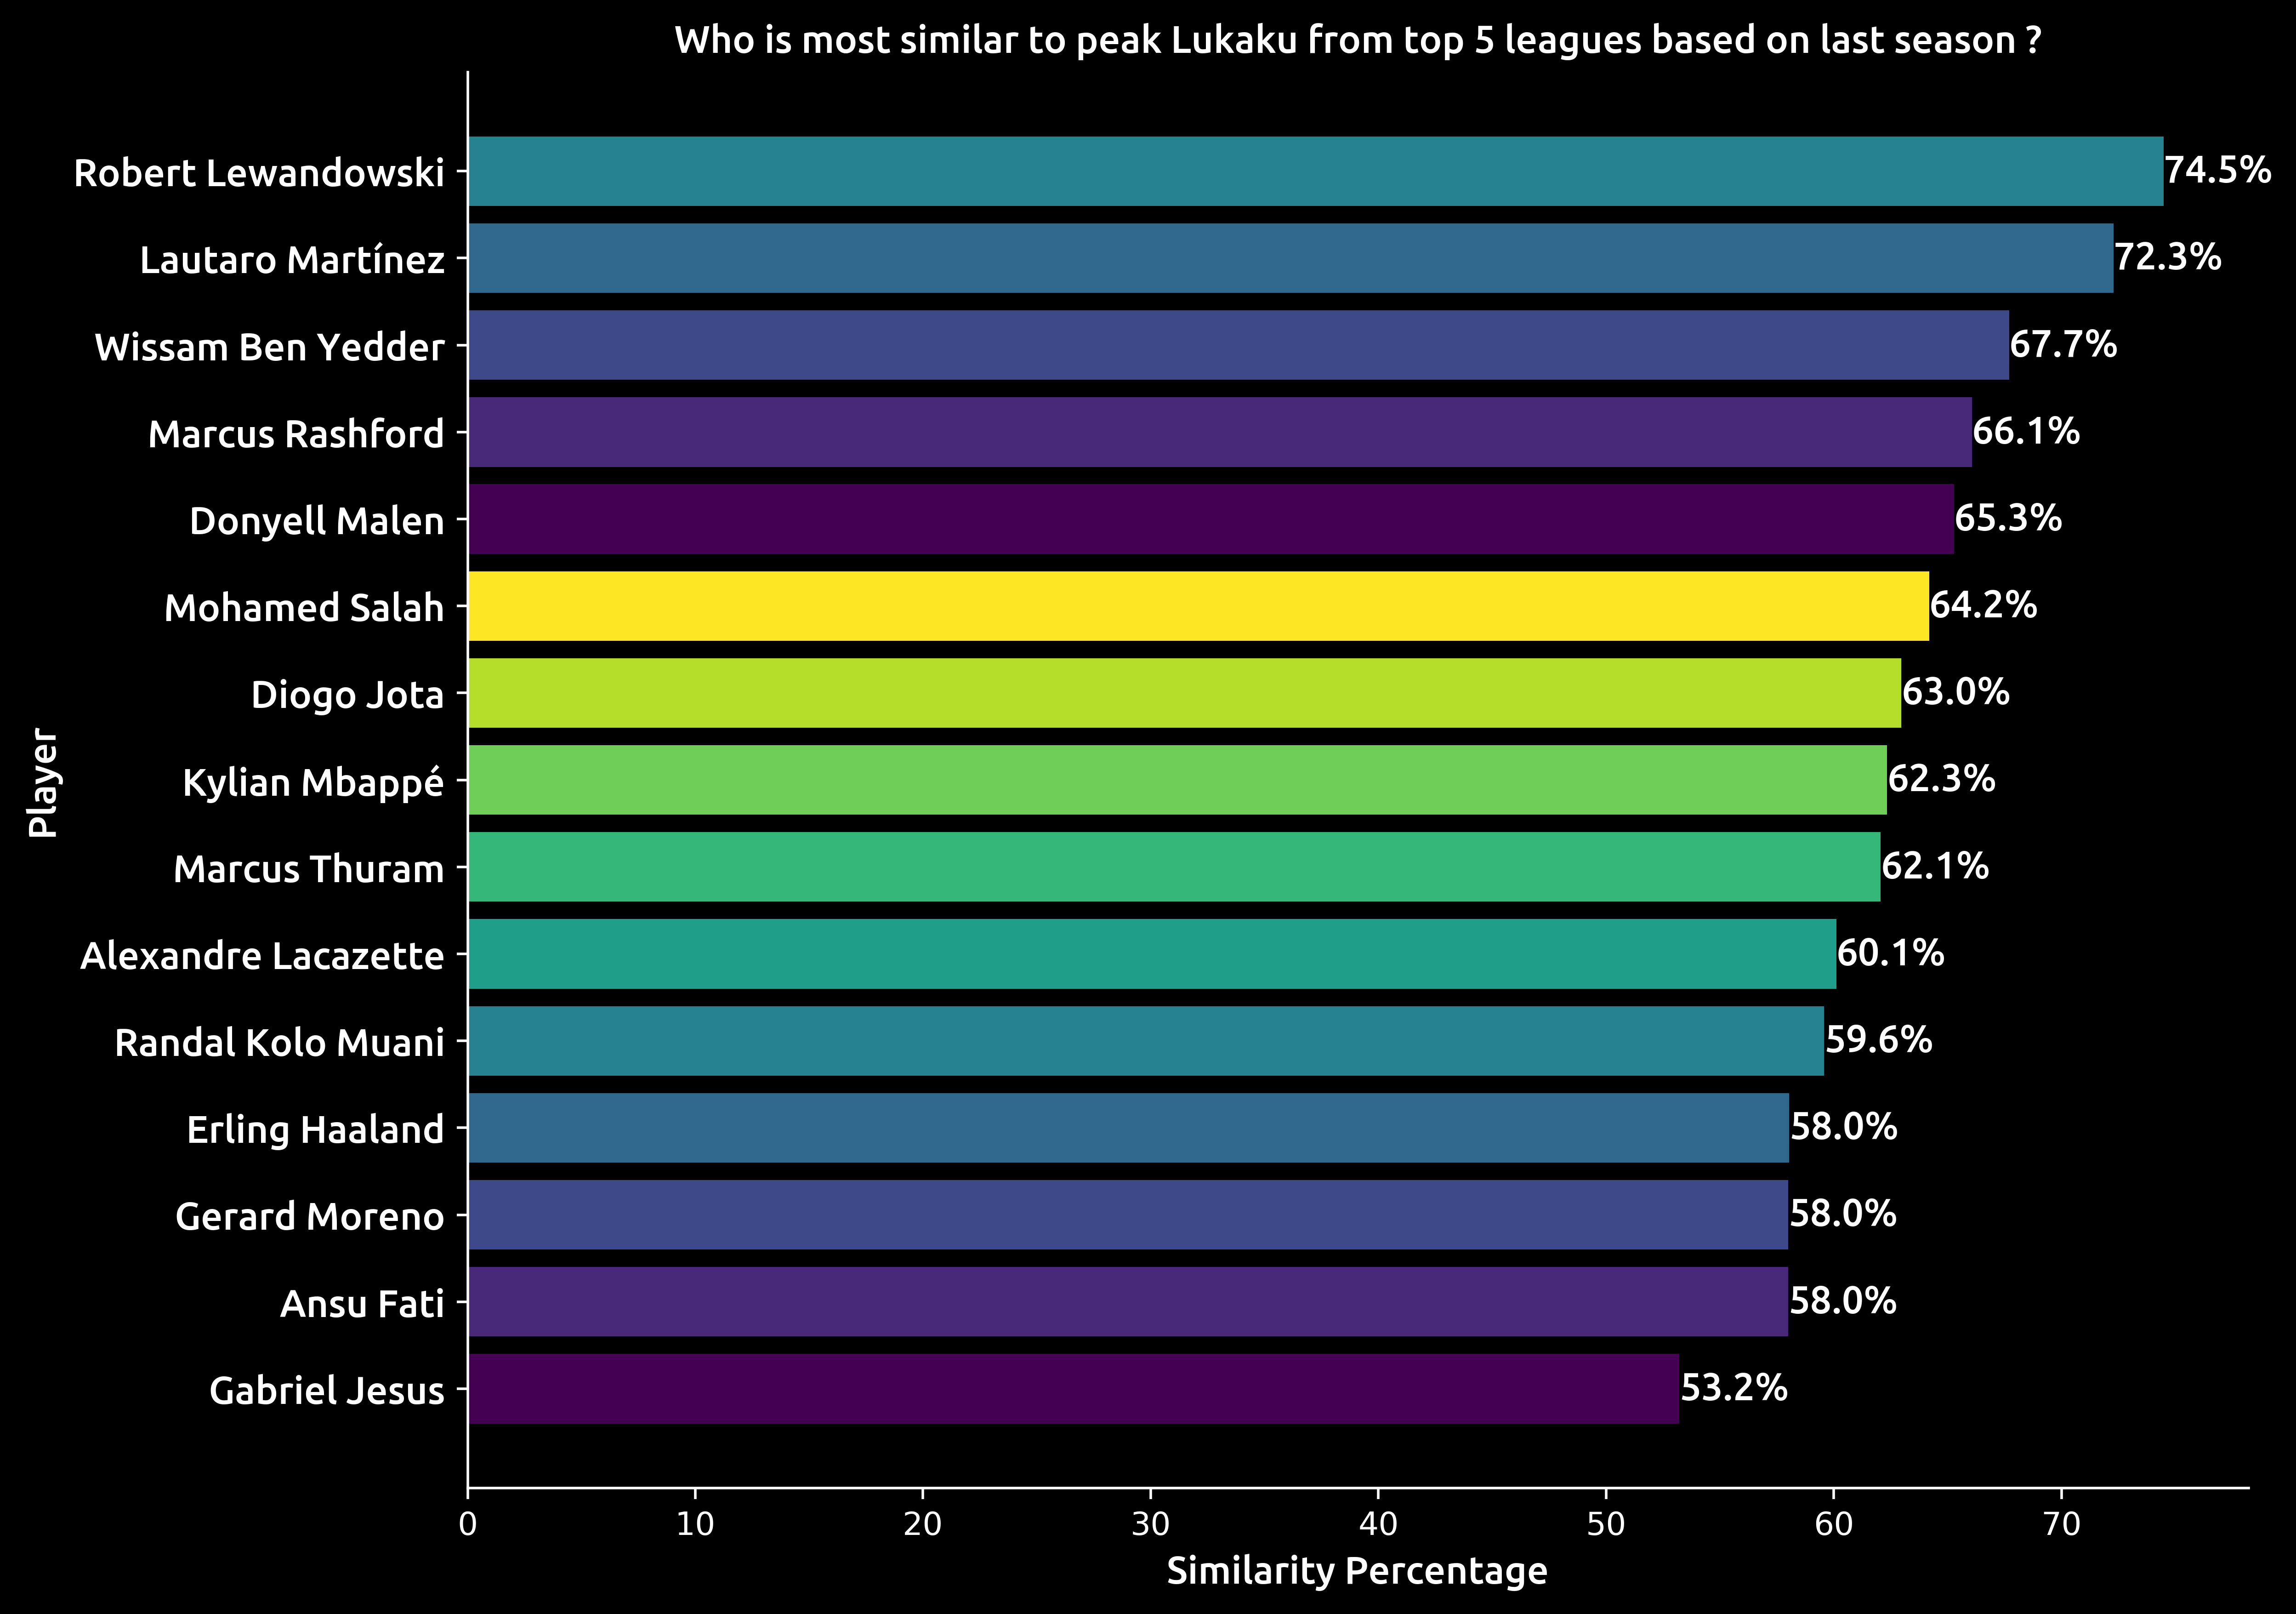 Who is most similar to peak Lukaku from top 5 leagues based on last season ?
Robert Lewandowski 74.5%
Lautaro Martínez 72.3%
Wissam Ben Yedder 67.7%
Marcus Rashford 66.1%
Donyell Malen 65.3%
Mohamed Salah 64.2%
Diogo Jota 63.0%
Kylian Mbappé 62.3%
Marcus Thuram 62.1%
Alexandre Lacazette 60.1%
Randal Kolo Muani 59.6%
Erling Haaland 58.0%
Gerard Moreno 58.0%
Ansu Fati 58.0%
Gabriel Jesus 53.2%
Player
0 10 20 30 40 50 60 70
Similarity Percentage